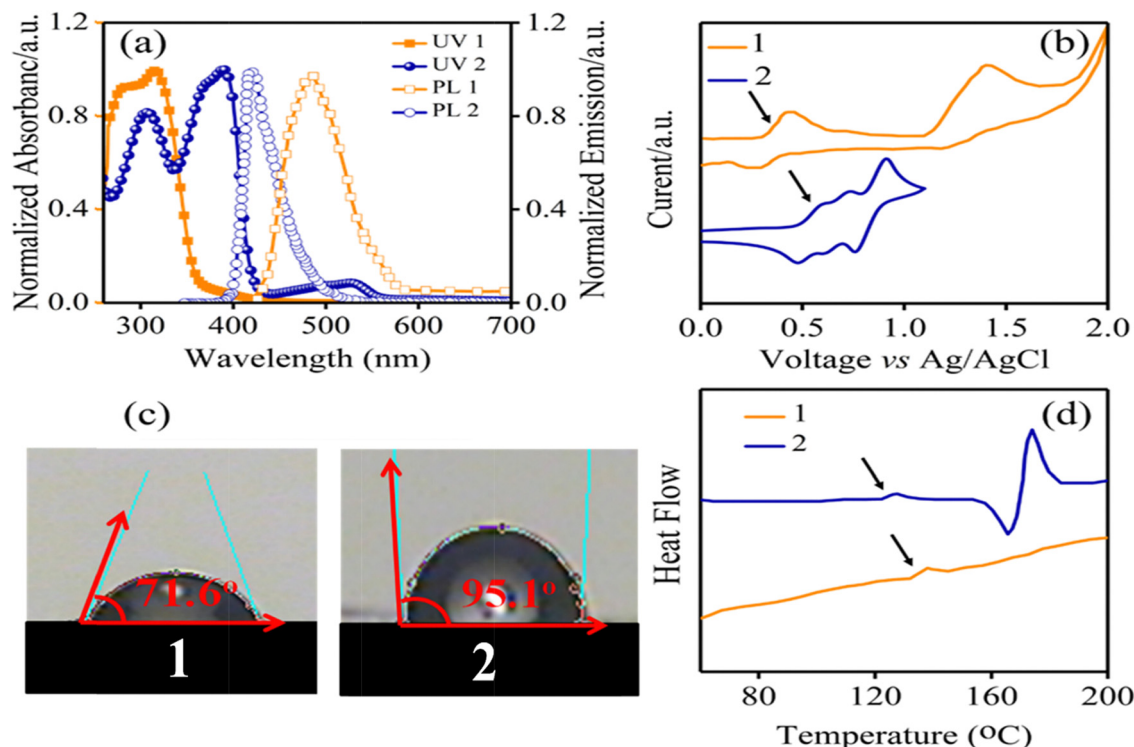 (a)
UV 1
UV 2
PL 1
PL 2
Normalized Absorbanc/a.u.
1.2
0.8
0.4
0.0
Normalized Emission/a.u.
1.2
0.8
0.4
0.0
300 400 500 600 700
Wavelength (nm)
(b)
1
2
Curent/a.u.
0.0 0.5 1.0 1.5 2.0
Voltage vs Ag/AgCl
(c)
71.6º
1
95.1º
2
(d)
1
2
Heat Flow
80 120 160 200
Temperature (ºC)